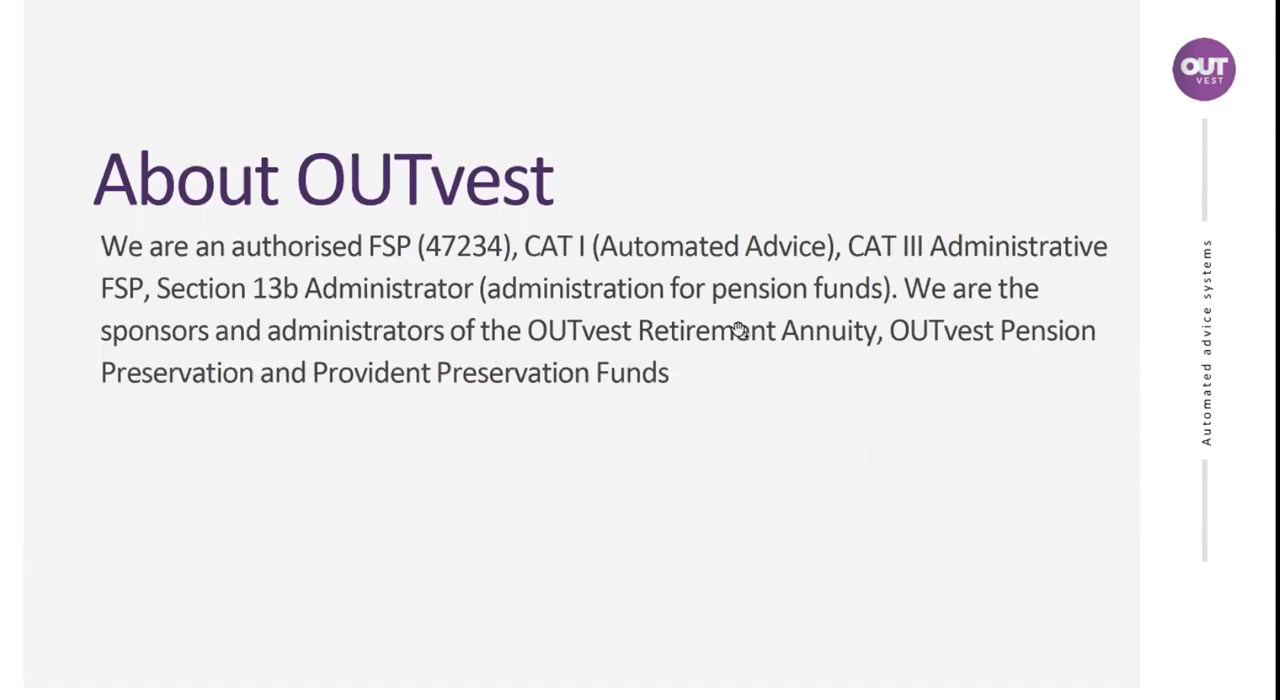 About OUTvest
We are an authorised FSP (47234), CAT I (Automated Advice), CAT III Administrative
FSP, Section 13b Administrator (administration for pension funds). We are the
sponsors and administrators of the OUTvest Retirement Annuity, OUTvest Pension
Preservation and Provident Preservation Funds
OUT
VEST
Automated advice systems